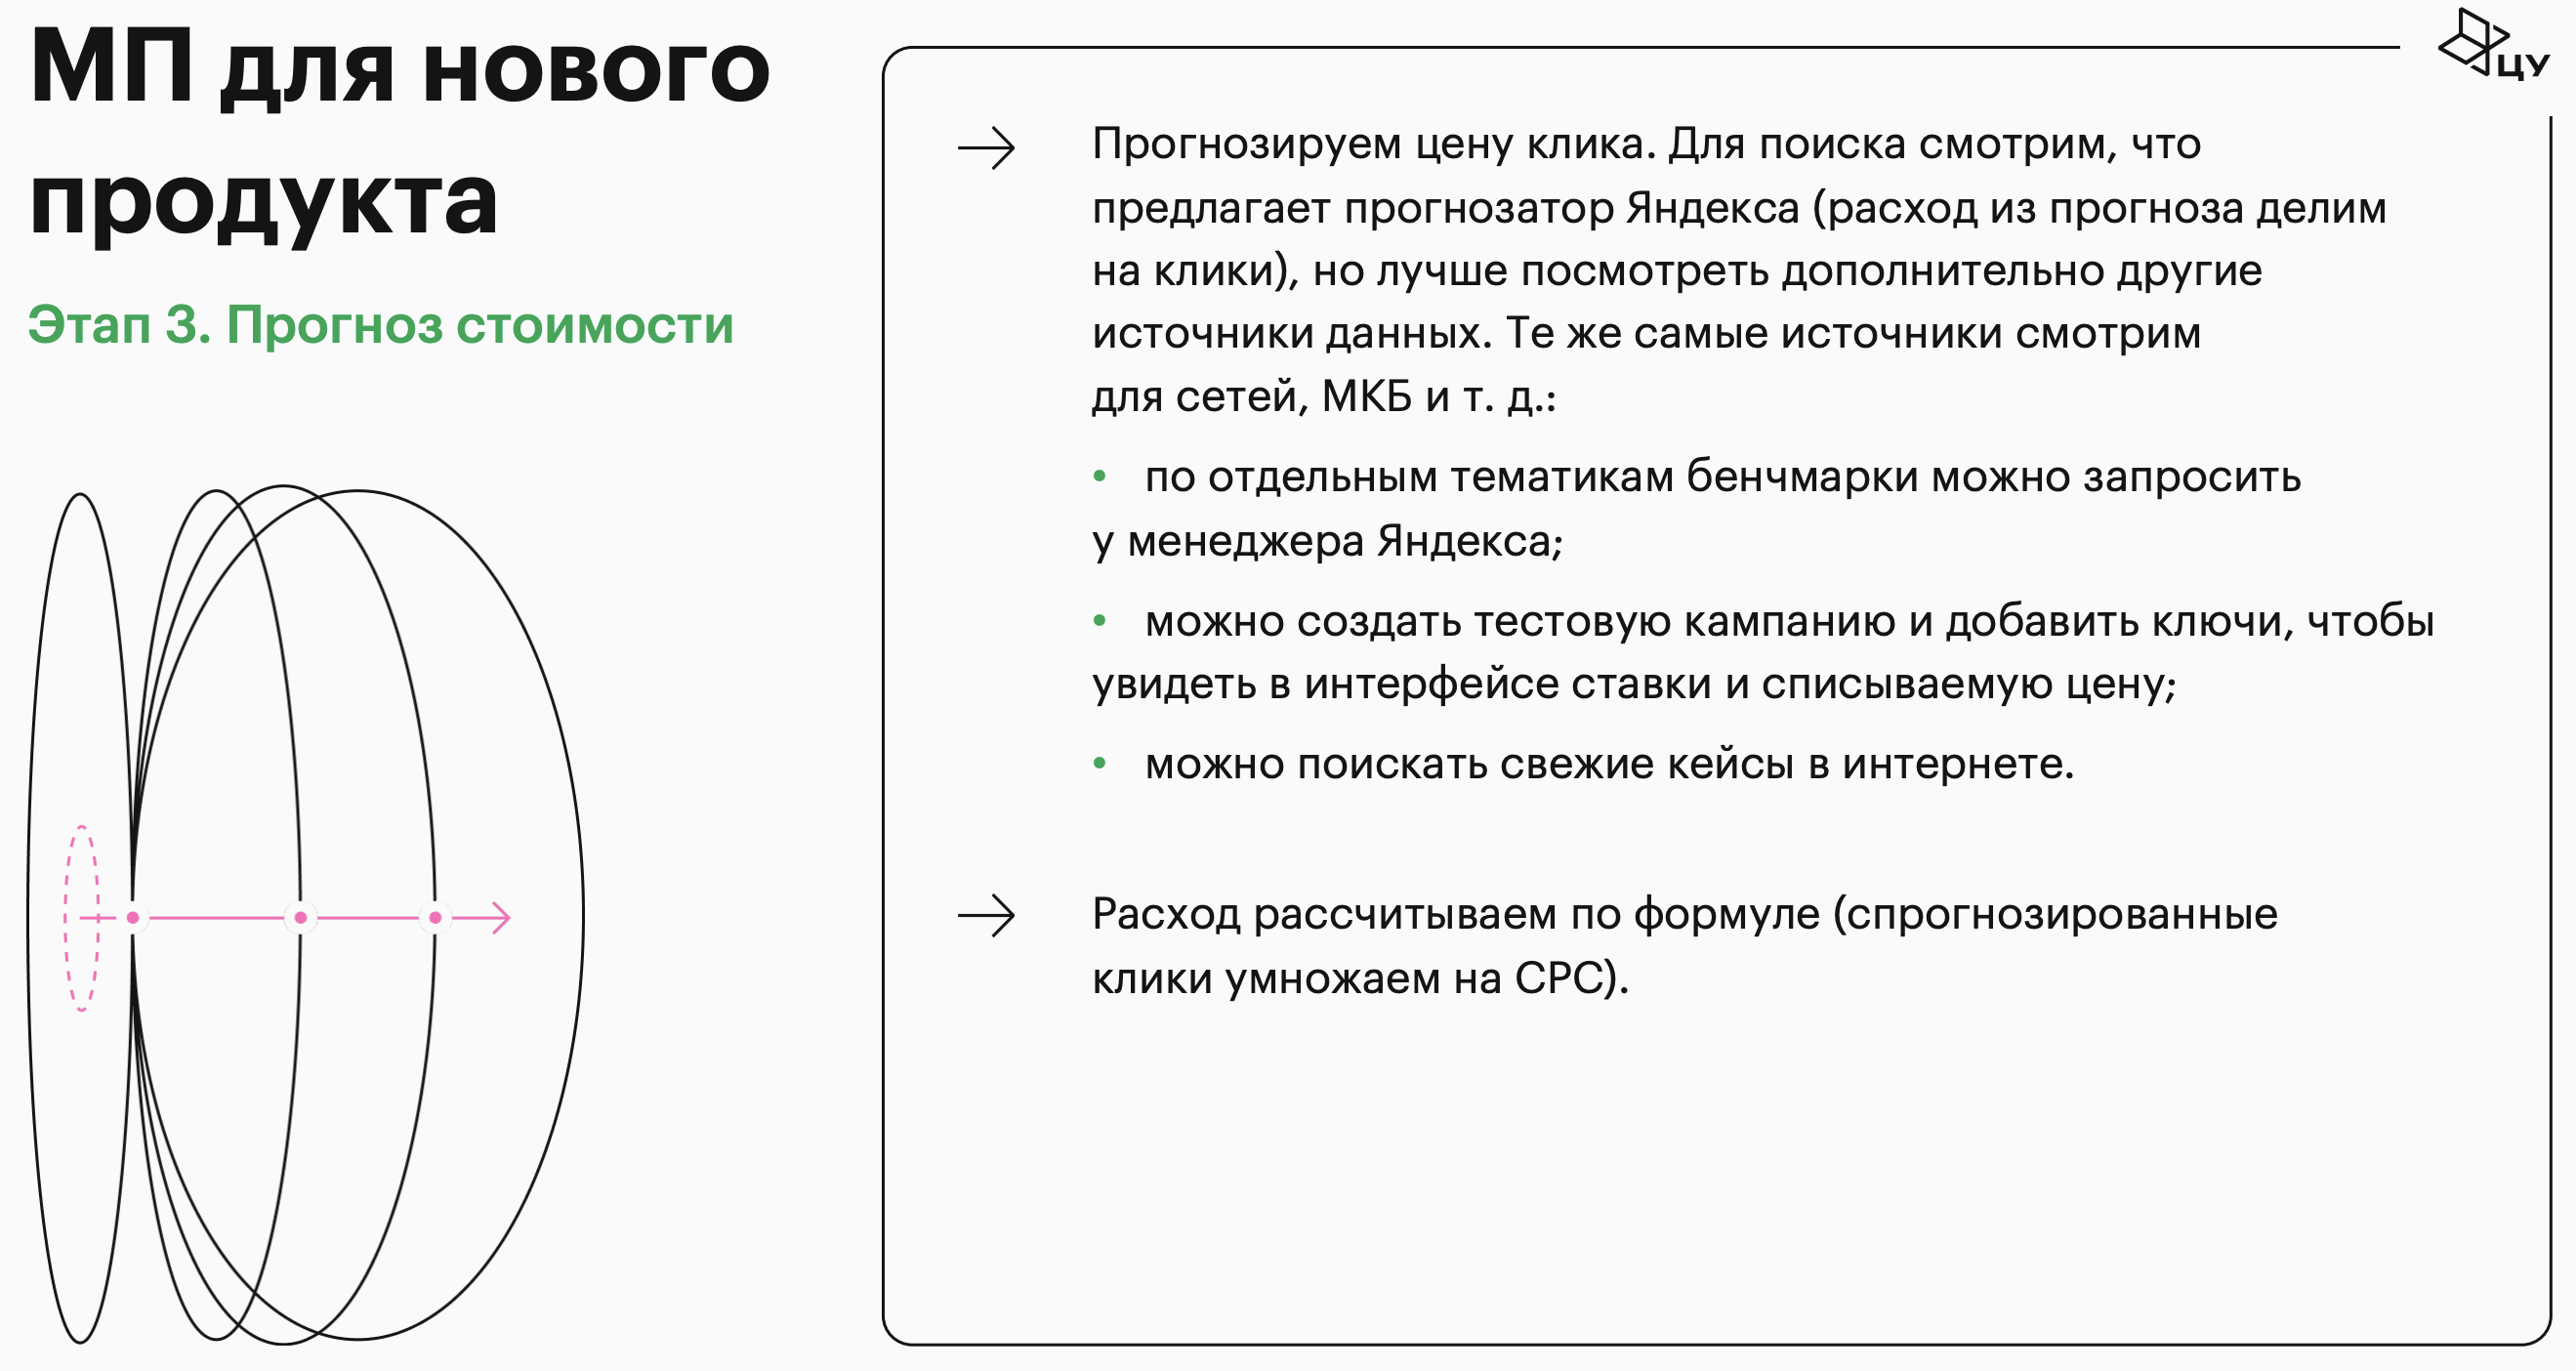 МП для нового
продукта
Этап 3. Прогноз стоимости
ЦУ
Прогнозируем цену клика. Для поиска смотрим, что
предлагает прогнозатор Яндекса (расход из прогноза делим
на клики), но лучше посмотреть дополнительно другие
источники данных. Те же самые источники смотрим
для сетей, МКБ и т. д.:
• по отдельным тематикам бенчмарки можно запросить
у менеджера Яндекса;
• можно создать тестовую кампанию и добавить ключи, чтобы
увидеть в интерфейсе ставки и списываемую цену;
• можно поискать свежие кейсы в интернете.
Расход рассчитываем по формуле (спрогнозированные
клики умножаем на CPC).